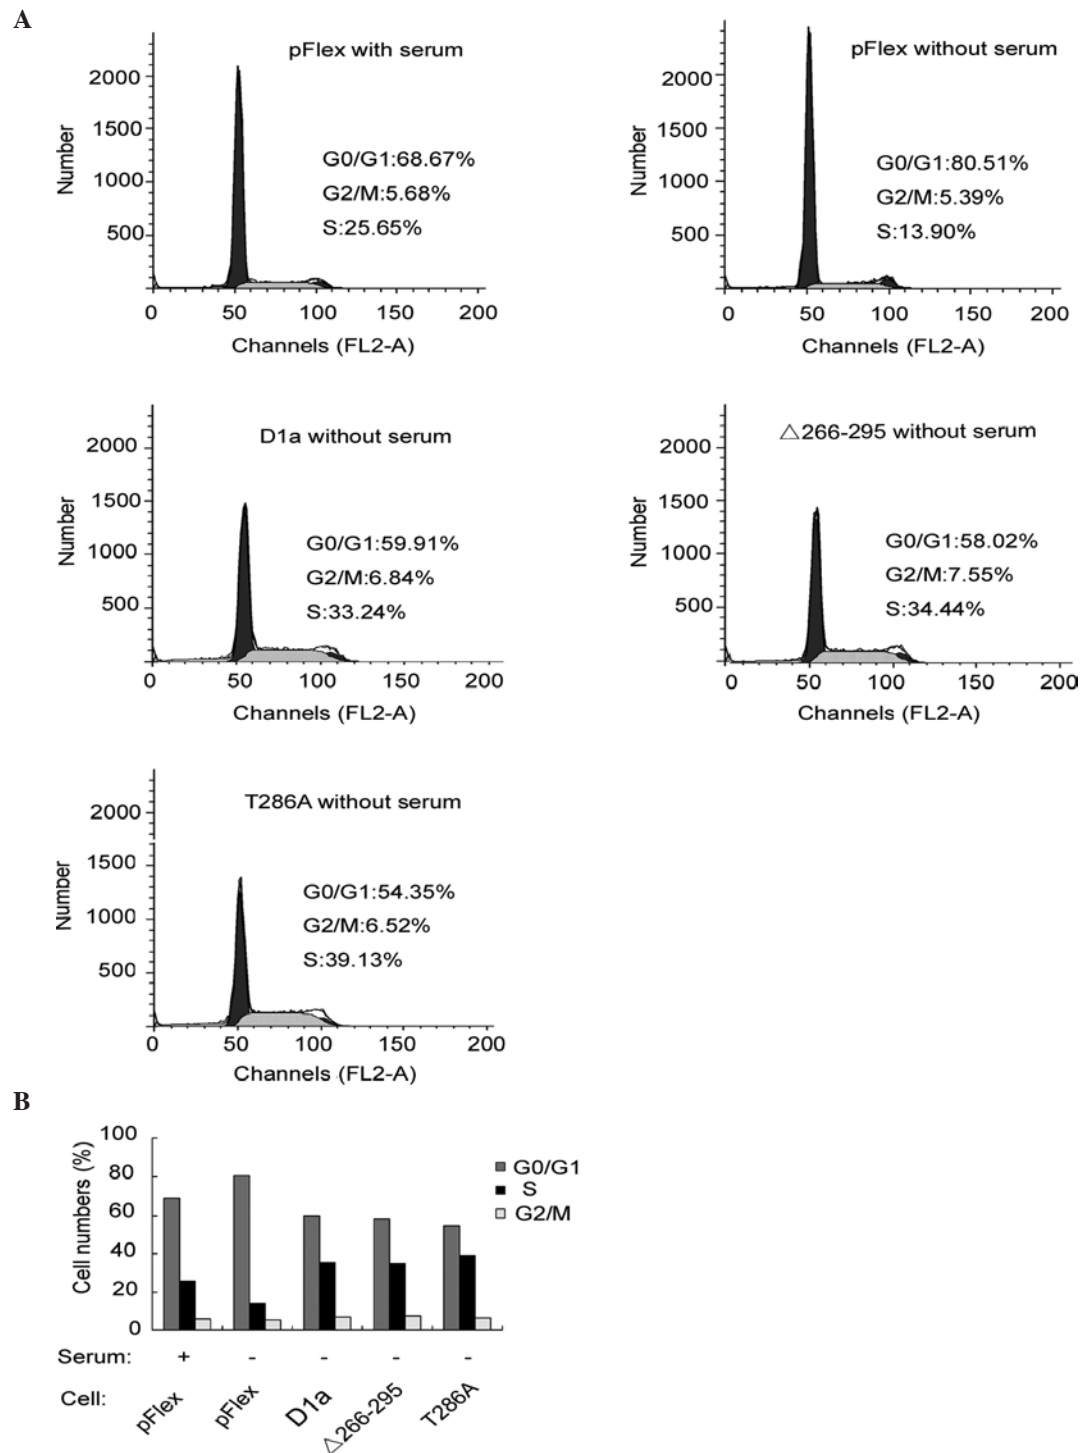 A
pFlex with serum
2000
1500
1000
500
Number
G0/G1:68.67%
G2/M:5.68%
S:25.65%
0 50 100 150 200
Channels (FL2-A)
pFlex without serum
2000
1500
1000
500
Number
G0/G1:80.51%
G2/M:5.39%
S:13.90%
0 50 100 150 200
Channels (FL2-A)
D1a without serum
2000
1500
1000
500
Number
G0/G1:59.91%
G2/M:6.84%
S:33.24%
0 50 100 150 200
Channels (FL2-A)
△266-295 without serum
2000
1500
1000
500
Number
G0/G1:58.02%
G2/M:7.55%
S:34.44%
0 50 100 150 200
Channels (FL2-A)
T286A without serum
2000
1500
1000
500
Number
G0/G1:54.35%
G2/M:6.52%
S:39.13%
0 50 100 150 200
Channels (FL2-A)
B
100
80
60
40
20
0
Cell numbers (%)
G0/G1
S
G2/M
Serum: + - - - -
Cell: pFlex pFlex D1a △266-295 T286A